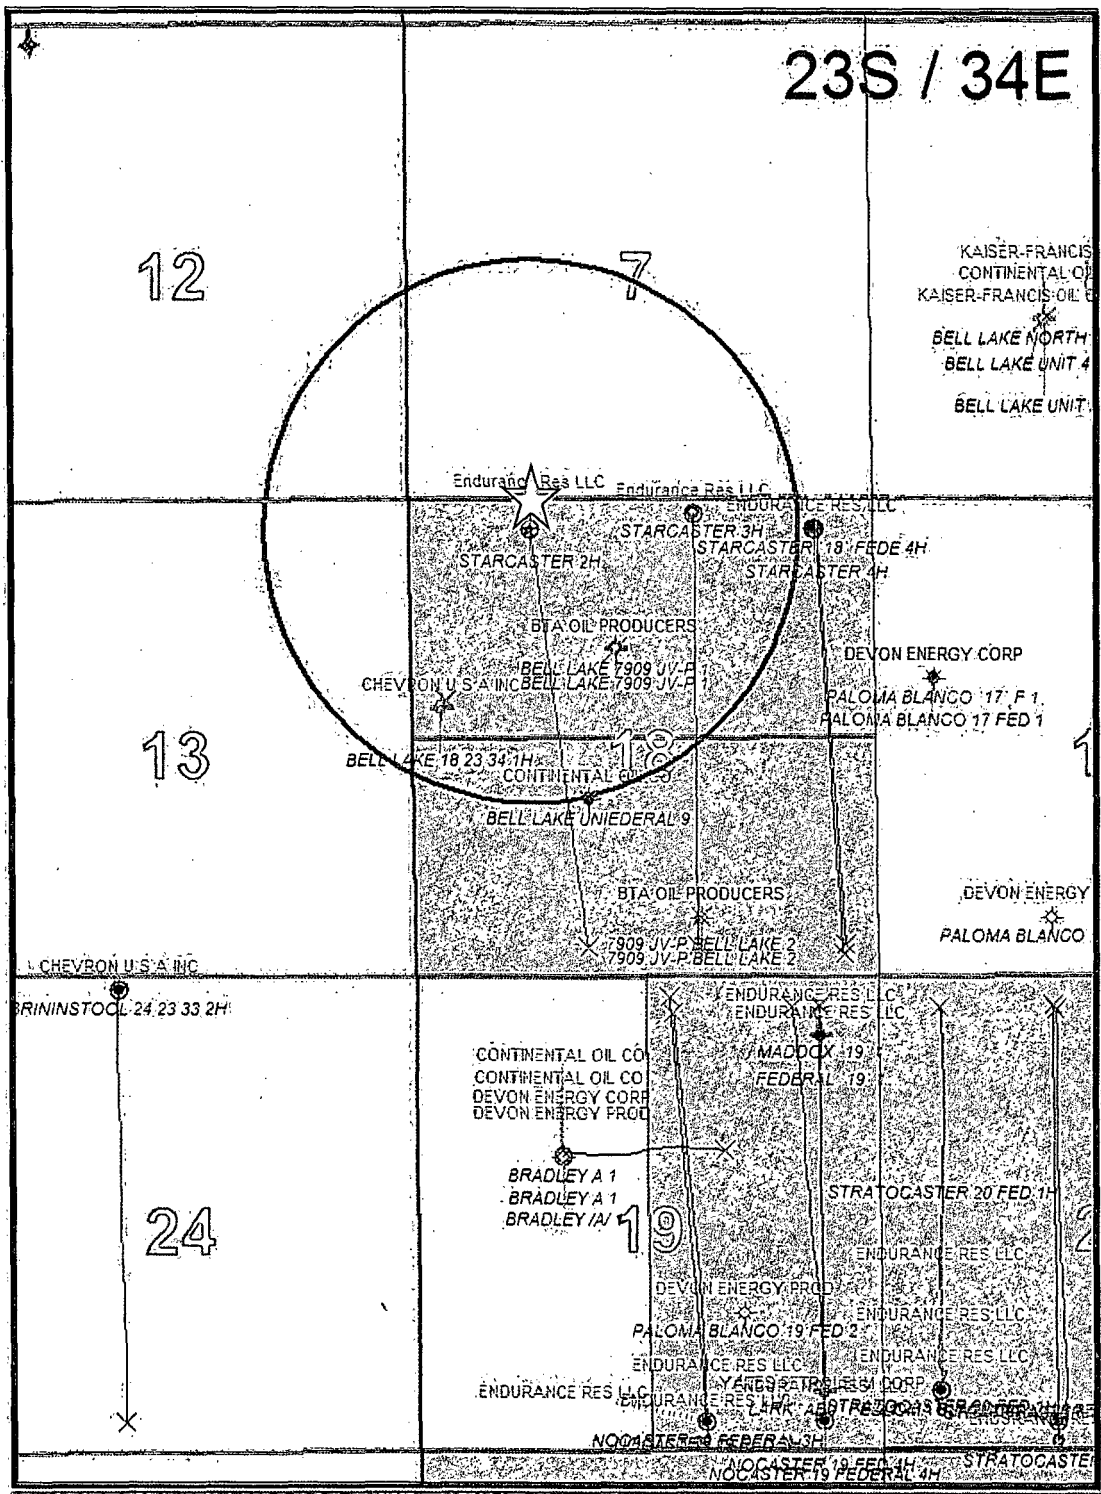 23S / 34E
12
7
KAISER-FRANCIS
CONTINENTAL OI
KAISER-FRANCIS OIL
BELL LAKE NORTH
BELL LAKE UNIT 4
BELL LAKE UNIT
Endurance Res LLC
Endurance Res LLC
ENDURANCE RES LLC
STARCASTER 3H
STARCASTER 18 FEDE 4H
STARCASTER 2H
STARCASTER 4H
BTA OIL PRODUCERS
DEVON ENERGY CORP
BELL LAKE 7909 JV-P 1
CHEVRON U S A INC
BELL LAKE 7909 JV-P 1
PALOMA BLANCO 17 F 1
PALOMA BLANCO 17 FED 1
13
18
1
BELL LAKE 18 23 34 1H
CONTINENTAL
BELL LAKE UNIEDERAL 9
BTA OIL PRODUCERS
DEVON ENERGY
7909 JV-P BELL LAKE 2
7909 JV-P BELL LAKE 2
PALOMA BLANCO
CHEVRON U S A INC
BRININSTOOL 24 23 33 2H
ENDURANCE RES LLC
ENDURANCE RES LLC
CONTINENTAL OIL CO
MADDOX 19
CONTINENTAL OIL CO
FEDERAL 19
DEVON ENERGY CORP
DEVON ENERGY PROD
BRADLEY A 1
BRADLEY A 1
BRADLEY /A/
STRATOCASTER 20 FED 1H
24
19
2
ENDURANCE RES LLC
DEVON ENERGY PROD
ENDURANCE RES LLC
PALOMA BLANCO 19 FED 2
ENDURANCE RES LLC
ENDURANCE RES LLC
ENDURANCE RES LLC
ENDURANCE RES LLC
NOCASTER FEDERAL 3H
NOCASTER 19 FED 4H
STRATOCASTER
NOCASTER 19 FEDERAL 4H